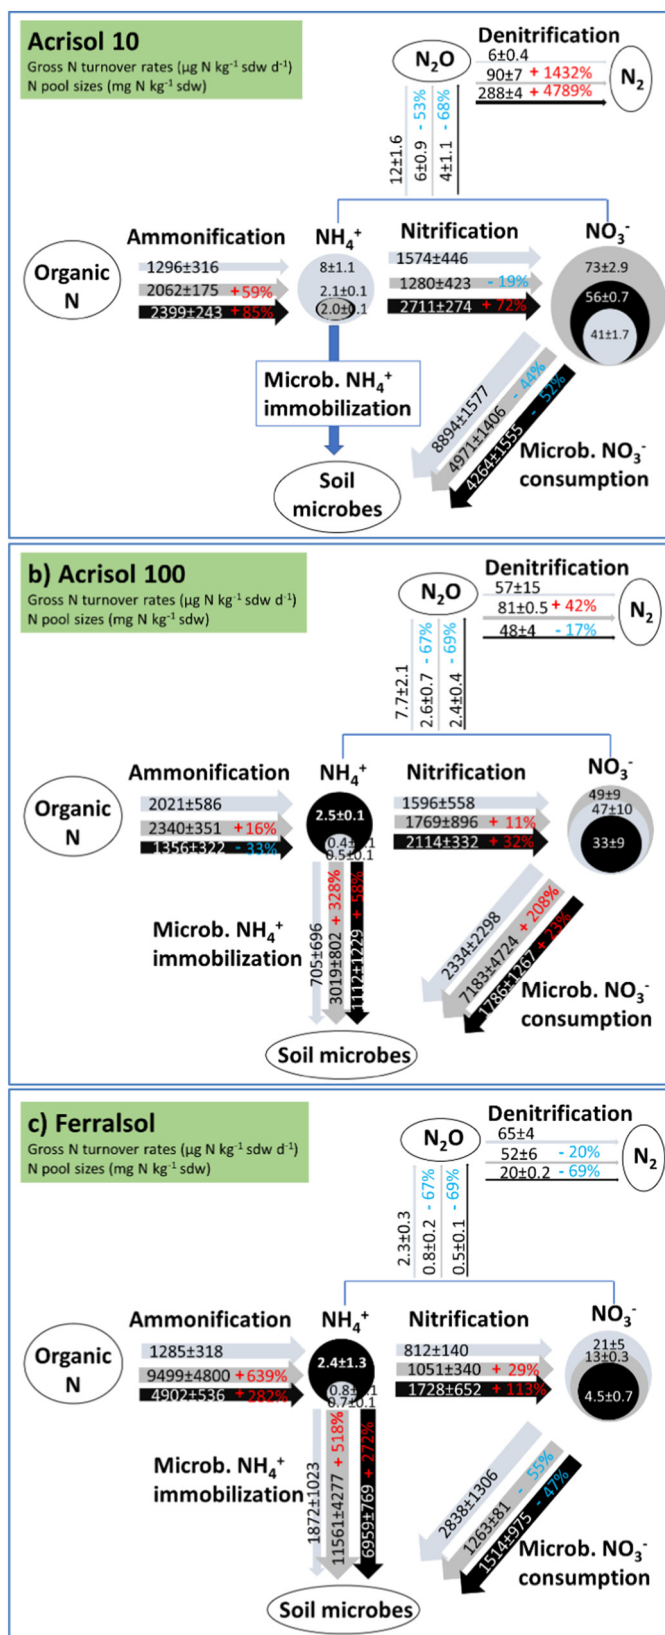 Acrisol 10
Gross N turnover rates (µg N kg⁻¹ sdw d⁻¹)
N pool sizes (mg N kg⁻¹ sdw)
Denitrification
N₂O
6±0.4
90±7 + 1432%
288±4 + 4789%
N₂
12±1.6
6±0.9 - 53%
4±1.1 - 68%
Organic
N
Ammonification
1296±316
2062±175 +59%
2399±243 +85%
NH₄⁺
8±1.1
2.1±0.1
2.0±0.1
Nitrification
1574±446
1280±423 - 19%
2711±274 + 72%
NO₃⁻
73±2.9
56±0.7
41±1.7
Microb. NH₄⁺
immobilization
Soil
microbes
8894±1577
4971±1406 - 44%
4264±1555 - 52%
Microb. NO₃⁻
consumption
b) Acrisol 100
Gross N turnover rates (µg N kg⁻¹ sdw d⁻¹)
N pool sizes (mg N kg⁻¹ sdw)
Denitrification
N₂O
57±15
81±0.5 + 42%
48±4 - 17%
N₂
7.7±2.1
2.6±0.7 - 67%
2.4±0.4 - 69%
Organic
N
Ammonification
2021±586
2340±351 + 16%
1356±322 - 33%
NH₄⁺
2.5±0.1
0.4±0.1
0.5±0.1
Nitrification
1596±558
1769±896 + 11%
2114±332 + 32%
NO₃⁻
49±9
47±10
33±9
Microb. NH₄⁺
immobilization
705±696
3019±802 + 328%
1112±1229 + 58%
Soil microbes
2334±2298
7183±4724 + 208%
1786±1267 + 23%
Microb. NO₃⁻
consumption
c) Ferralsol
Gross N turnover rates (µg N kg⁻¹ sdw d⁻¹)
N pool sizes (mg N kg⁻¹ sdw)
Denitrification
N₂O
65±4
52±6 - 20%
20±0.2 - 69%
N₂
2.3±0.3
0.8±0.2 - 67%
0.5±0.1 - 69%
Organic
N
Ammonification
1285±318
9499±4800 +639%
4902±536 +282%
NH₄⁺
2.4±1.3
0.8±0.1
0.7±0.1
Nitrification
812±140
1051±340 + 29%
1728±652 + 113%
NO₃⁻
21±5
13±0.3
4.5±0.7
Microb. NH₄⁺
immobilization
1872±1023
11561±4277 + 518%
6959±769 + 272%
Soil microbes
2838±1306
1263±81 - 55%
1514±975 - 47%
Microb. NO₃⁻
consumption